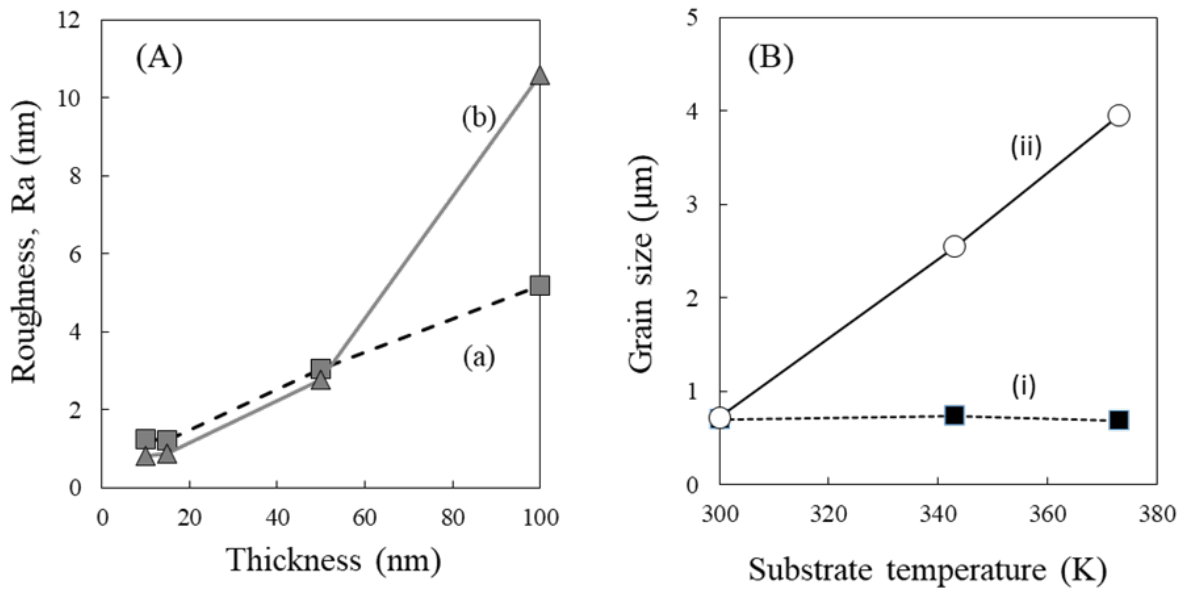 (A)
12
10
8
6
4
2
0
Roughness, Ra (nm)
(b)
(a)
0 20 40 60 80 100
Thickness (nm)
(B)
5
4
3
2
1
0
Grain size (μm)
(ii)
(i)
300 320 340 360 380
Substrate temperature (K)